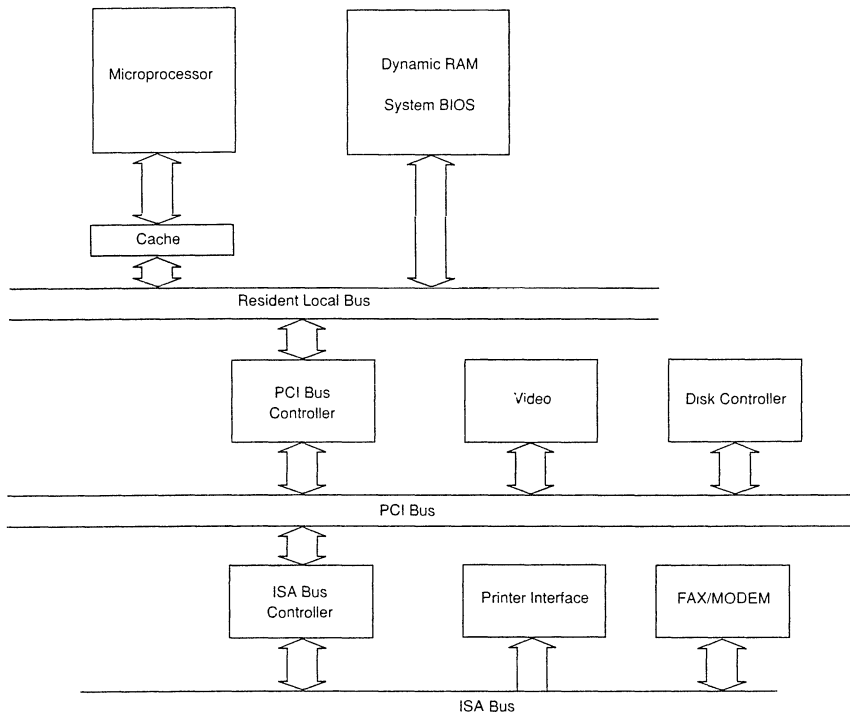 Microprocessor
Dynamic RAM
System BIOS
Cache
Resident Local Bus
PCI Bus
Controller
Video
Disk Controller
PCI Bus
ISA Bus
Controller
Printer Interface
FAX/MODEM
ISA Bus